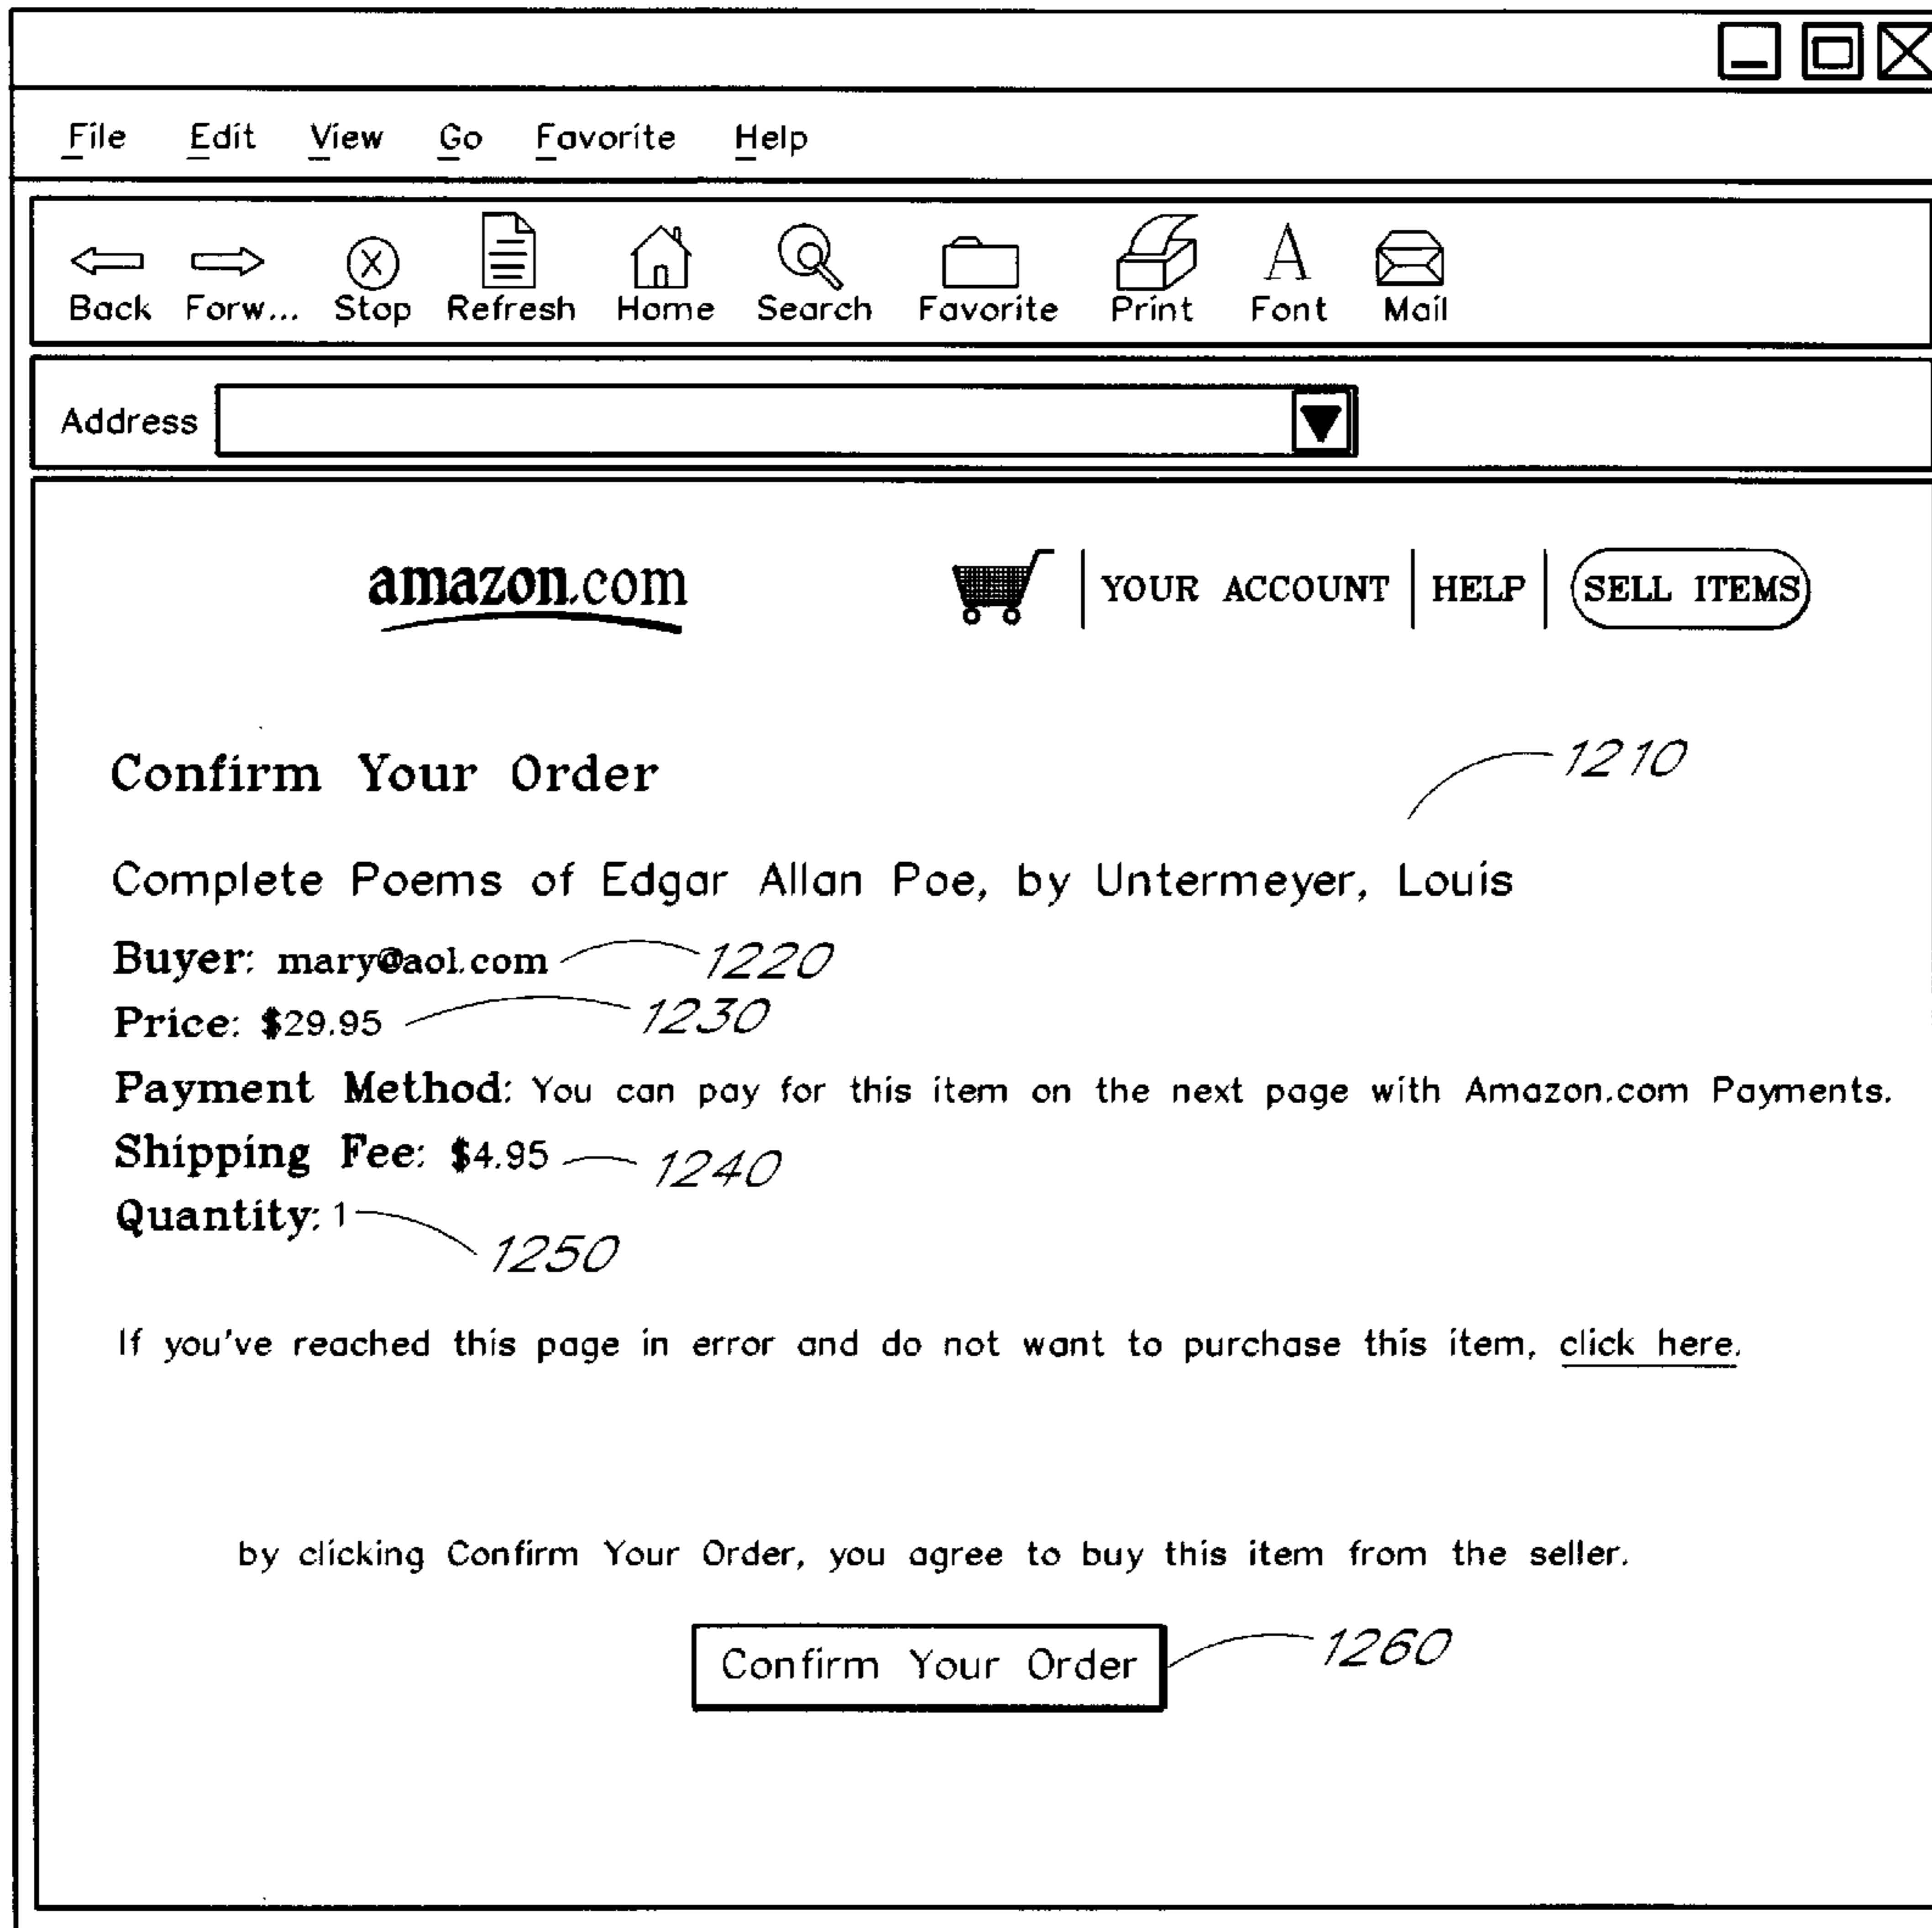 File Edit View Go Favorite Help
Back Forw... Stop Refresh Home Search Favorite Print Font Mail
Address
amazon.com YOUR ACCOUNT HELP SELL ITEMS
Confirm Your Order 1210
Complete Poems of Edgar Allan Poe, by Untermeyer, Louis
Buyer: mary@aol.com 1220
Price: $29.95 1230
Payment Method: You can pay for this item on the next page with Amazon.com Payments.
Shipping Fee: $4.95 1240
Quantity: 1 1250
If you've reached this page in error and do not want to purchase this item, click here.
by clicking Confirm Your Order, you agree to buy this item from the seller.
Confirm Your Order 1260